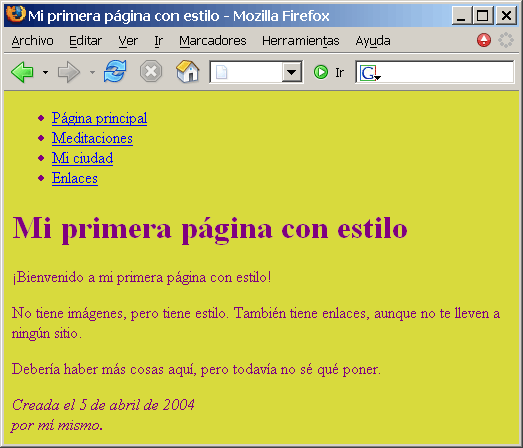 Mi primera página con estilo - Mozilla Firefox
Archivo Editar Ver Ir Marcadores Herramientas Ayuda
Ir G
Página principal
Meditaciones
Mi ciudad
Enlaces
Mi primera página con estilo
¡Bienvenido a mi primera página con estilo!
No tiene imágenes, pero tiene estilo. También tiene enlaces, aunque no te lleven a
ningún sitio.
Debería haber más cosas aquí, pero todavía no sé qué poner.
Creada el 5 de abril de 2004
por mí mismo.